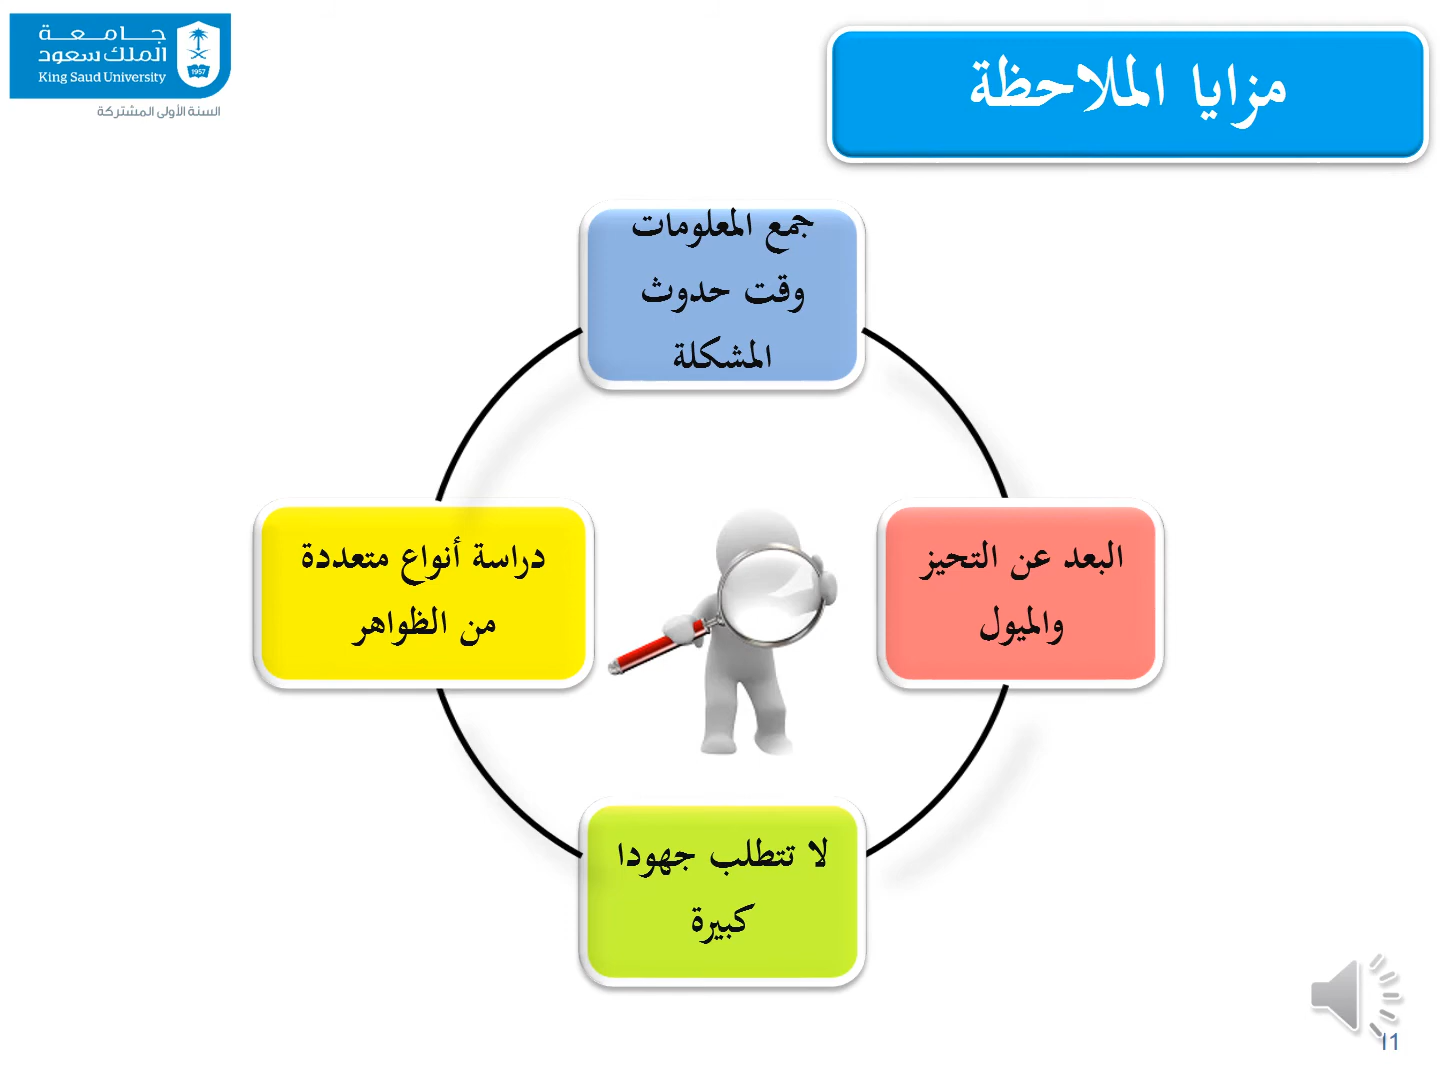 جامعة
الملك سعود
King Saud University
1957
السنة الأولى المشتركة
مزايا الملاحظة
جمع المعلومات
وقت حدوث
المشكلة
البعد عن التحيز
والميول
لا تتطلب جهودا
كبيرة
دراسة أنواع متعددة
من الظواهر
11